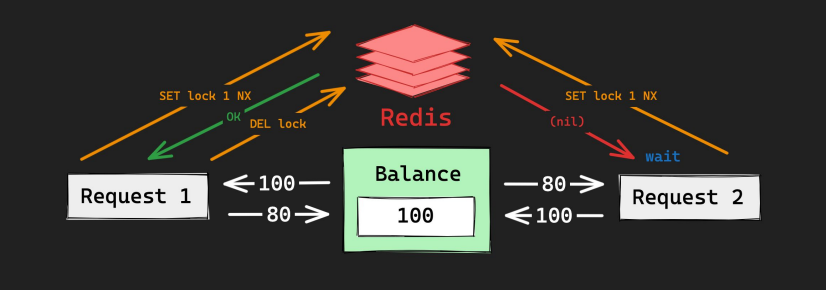 SET lock 1 NX
SET lock 1 NX
OK
DEL lock
Redis
(nil)
wait
Request 1
100
80
Balance
100
80
100
Request 2